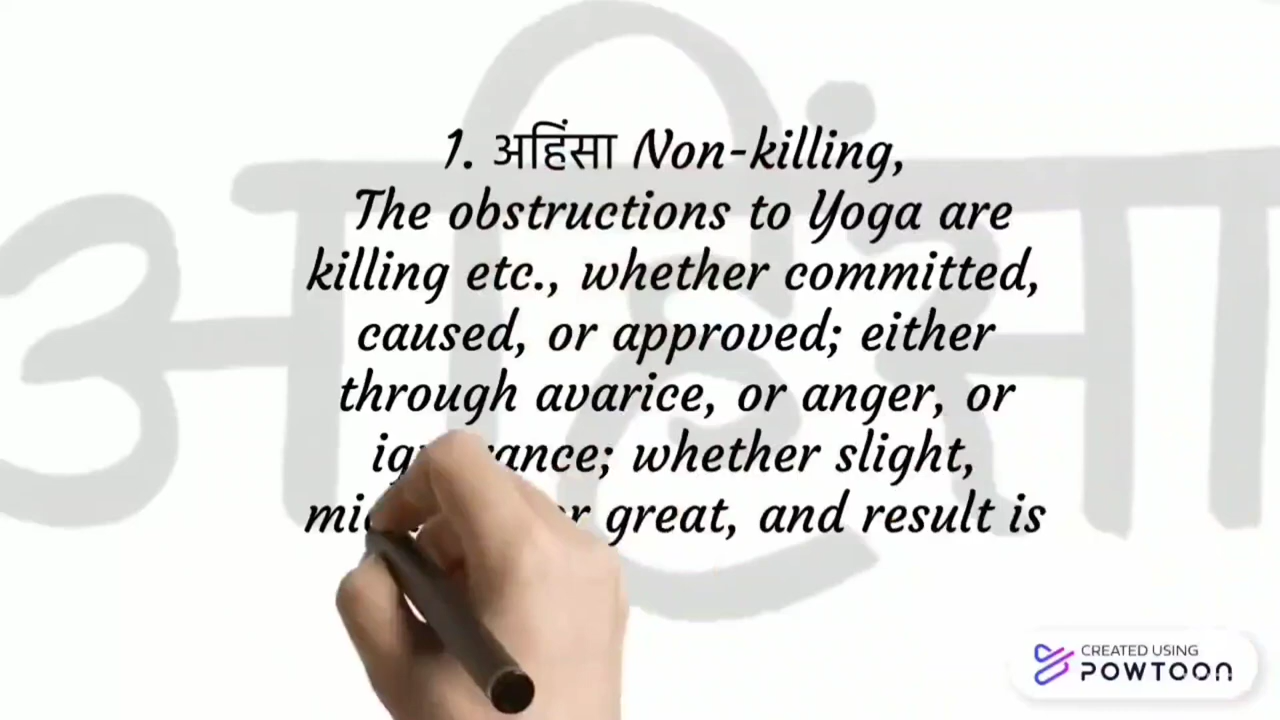 1. अहिंसा Non-killing,
The obstructions to Yoga are
killing etc., whether committed,
caused, or approved; either
through avarice, or anger, or
whether slight,
great, and result is
अहिंसा
CREATED USING
POWTOON